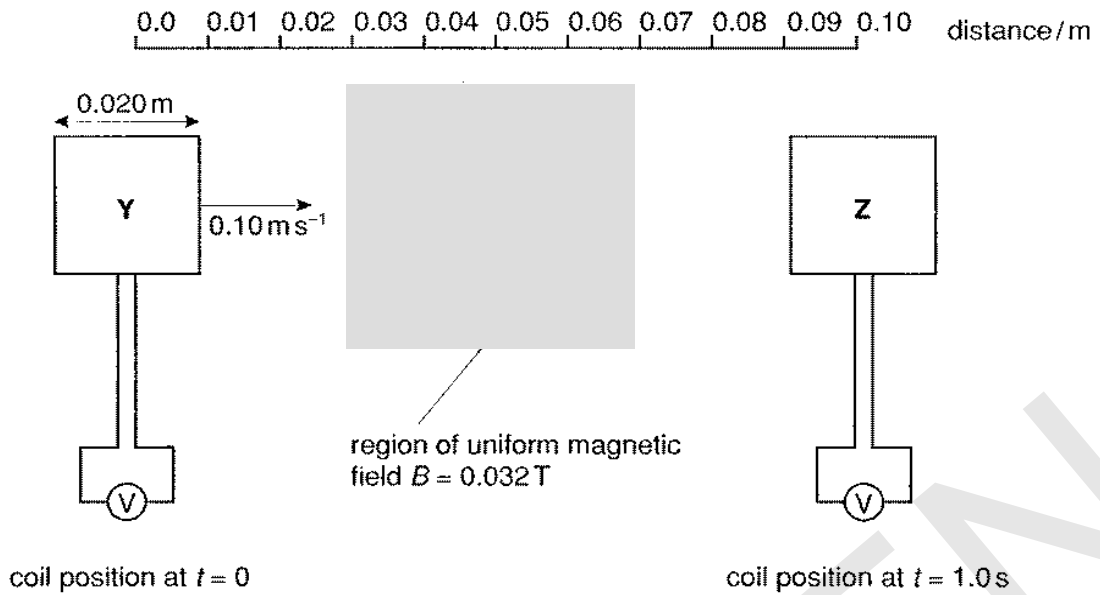 0.0 0.01 0.02 0.03 0.04 0.05 0.06 0.07 0.08 0.09 0.10 distance/m
0.020 m
Y
Z
0.10 m s⁻¹
region of uniform magnetic
field B = 0.032 T
V
V
coil position at t = 0
coil position at t = 1.0 s